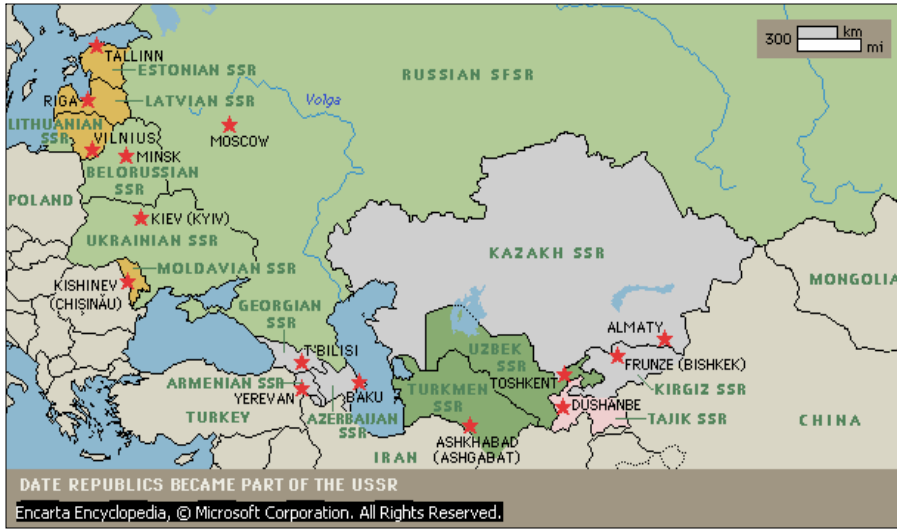 300
km
mi
TALLINN
ESTONIAN SSR
RUSSIAN SFSR
RIGA
LATVIAN SSR
Volga
LITHUANIAN
SSR
VILNIUS
MOSCOW
MINSK
BELORUSSIAN
SSR
POLAND
KIEV (KYIV)
UKRAINIAN SSR
KAZAKH SSR
MOLDAVIAN SSR
MONGOLIA
KISHINEV
(CHIŞINĂU)
GEORGIAN
SSR
ALMATY
T'BILISI
UZBEK
SSR
FRUNZE (BISHKEK)
TOSHKENT
ARMENIAN SSR
YEREVAN
BAKU
TURKMEN
SSR
KIRGIZ SSR
DUSHANBE
TURKEY
AZERBAIJAN
SSR
TAJIK SSR
CHINA
ASHKHABAD
(ASHGABAT)
IRAN
DATE REPUBLICS BECAME PART OF THE USSR
Encarta Encyclopedia, © Microsoft Corporation. All Rights Reserved.